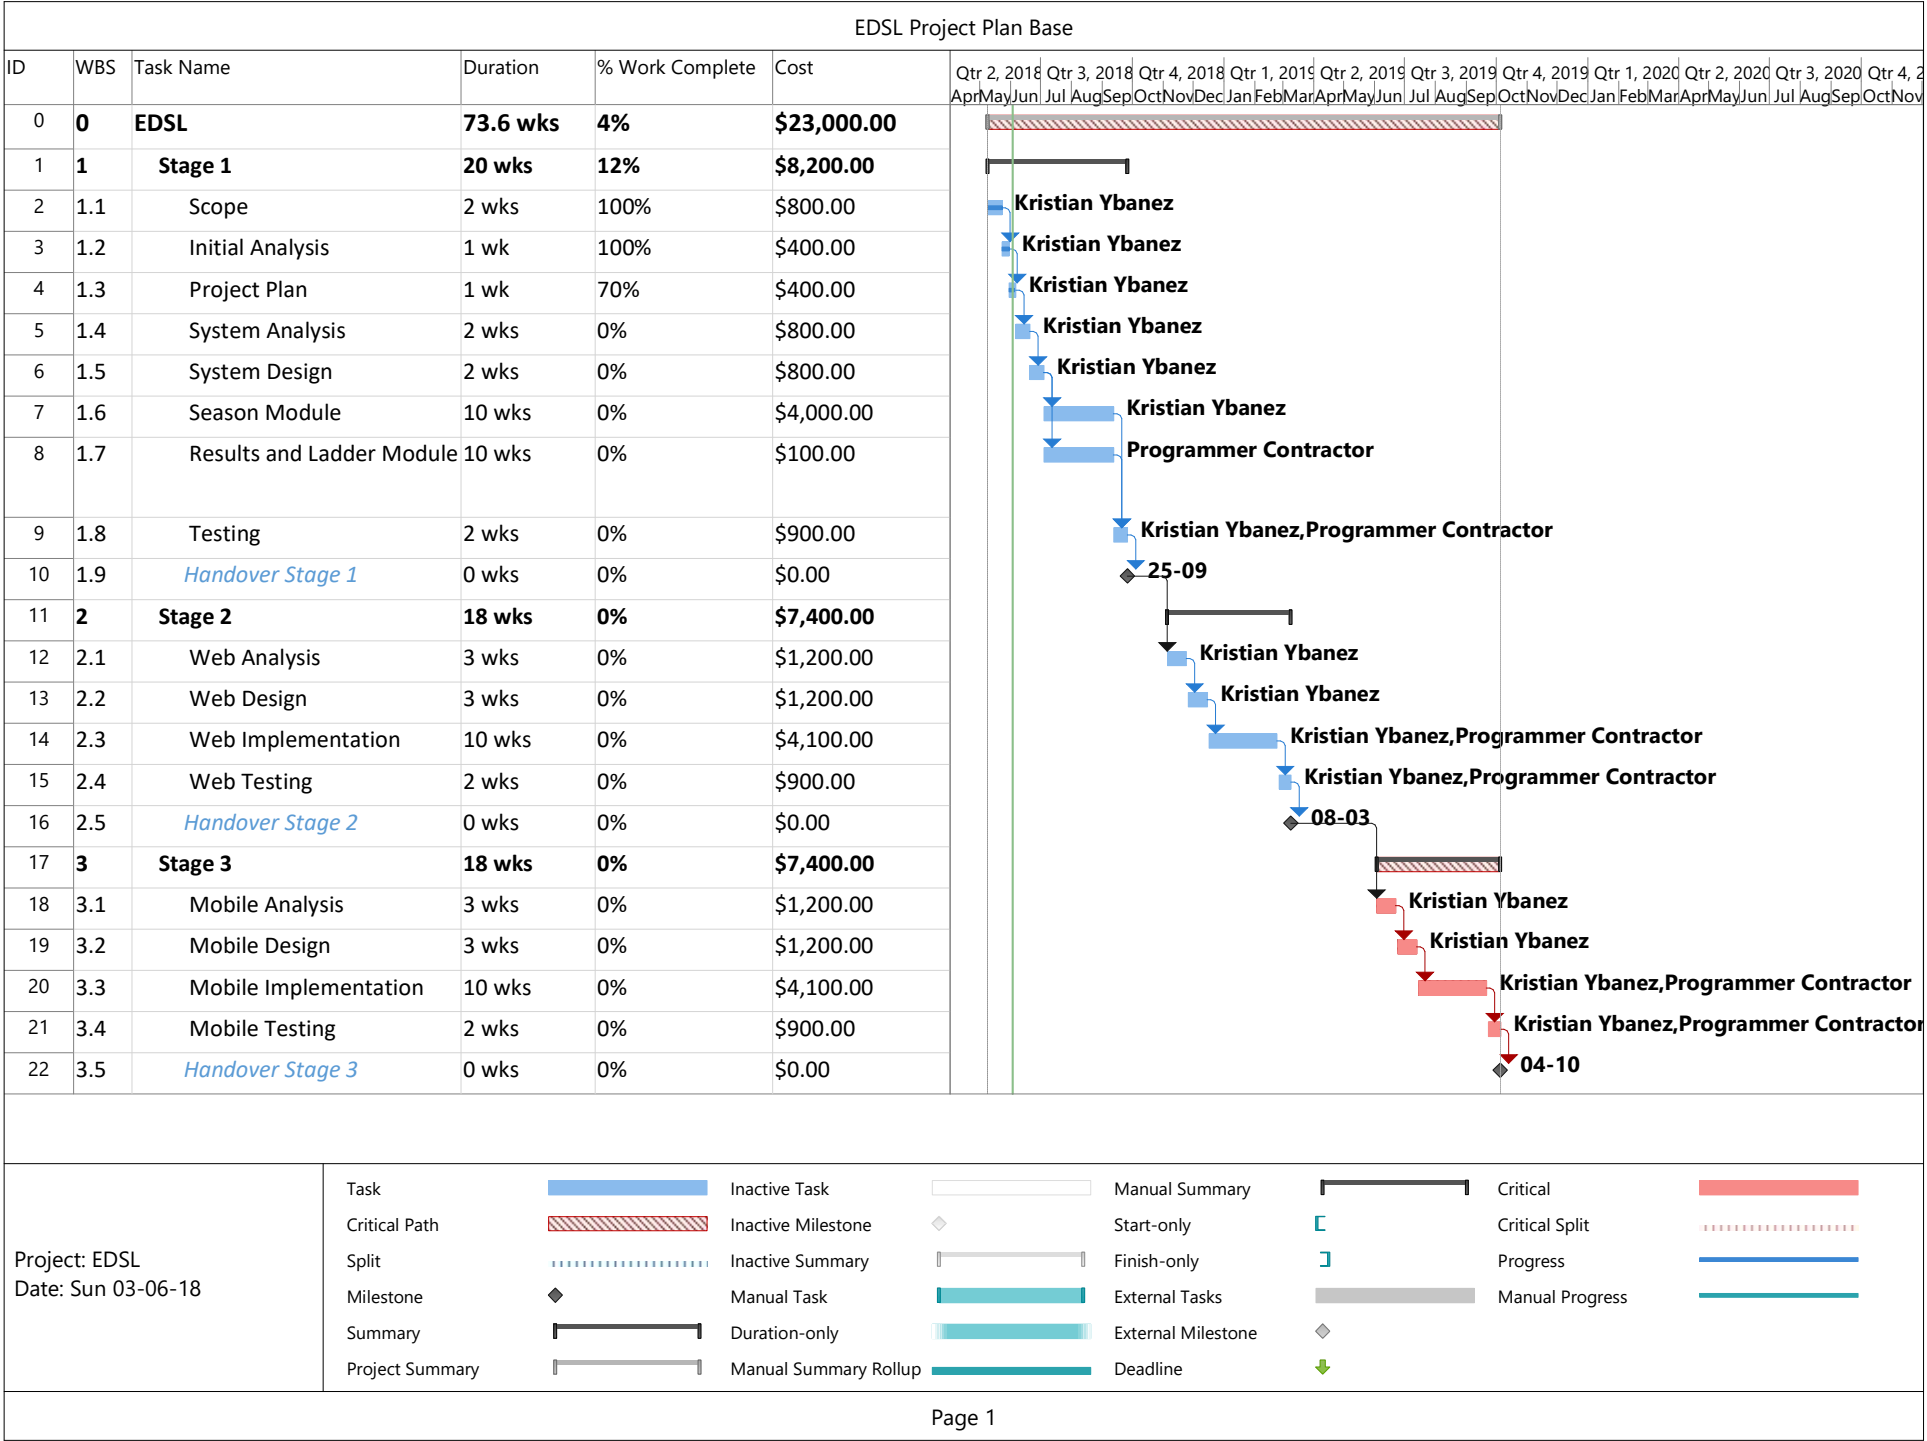 EDSL Project Plan Base
ID WBS Task Name Duration % Work Complete Cost
Qtr 2, 2018 Qtr 3, 2018 Qtr 4, 2018 Qtr 1, 2019 Qtr 2, 2019 Qtr 3, 2019 Qtr 4, 2019 Qtr 1, 2020 Qtr 2, 2020 Qtr 3, 2020 Qtr 4, 2
Apr May Jun Jul Aug Sep Oct Nov Dec Jan Feb Mar Apr May Jun Jul Aug Sep Oct Nov Dec Jan Feb Mar Apr May Jun Jul Aug Sep Oct Nov
0 0 EDSL 73.6 wks 4% $23,000.00
1 1 Stage 1 20 wks 12% $8,200.00
2 1.1 Scope 2 wks 100% $800.00 Kristian Ybanez
3 1.2 Initial Analysis 1 wk 100% $400.00 Kristian Ybanez
4 1.3 Project Plan 1 wk 70% $400.00 Kristian Ybanez
5 1.4 System Analysis 2 wks 0% $800.00 Kristian Ybanez
6 1.5 System Design 2 wks 0% $800.00 Kristian Ybanez
7 1.6 Season Module 10 wks 0% $4,000.00 Kristian Ybanez
8 1.7 Results and Ladder Module 10 wks 0% $100.00 Programmer Contractor
9 1.8 Testing 2 wks 0% $900.00 Kristian Ybanez,Programmer Contractor
10 1.9 Handover Stage 1 0 wks 0% $0.00 25-09
11 2 Stage 2 18 wks 0% $7,400.00
12 2.1 Web Analysis 3 wks 0% $1,200.00 Kristian Ybanez
13 2.2 Web Design 3 wks 0% $1,200.00 Kristian Ybanez
14 2.3 Web Implementation 10 wks 0% $4,100.00 Kristian Ybanez,Programmer Contractor
15 2.4 Web Testing 2 wks 0% $900.00 Kristian Ybanez,Programmer Contractor
16 2.5 Handover Stage 2 0 wks 0% $0.00 08-03
17 3 Stage 3 18 wks 0% $7,400.00
18 3.1 Mobile Analysis 3 wks 0% $1,200.00 Kristian Ybanez
19 3.2 Mobile Design 3 wks 0% $1,200.00 Kristian Ybanez
20 3.3 Mobile Implementation 10 wks 0% $4,100.00 Kristian Ybanez,Programmer Contractor
21 3.4 Mobile Testing 2 wks 0% $900.00 Kristian Ybanez,Programmer Contractor
22 3.5 Handover Stage 3 0 wks 0% $0.00 04-10
Project: EDSL
Date: Sun 03-06-18
Task Inactive Task Manual Summary Critical
Critical Path Inactive Milestone Start-only Critical Split
Split Inactive Summary Finish-only Progress
Milestone Manual Task External Tasks Manual Progress
Summary Duration-only External Milestone
Project Summary Manual Summary Rollup Deadline
Page 1